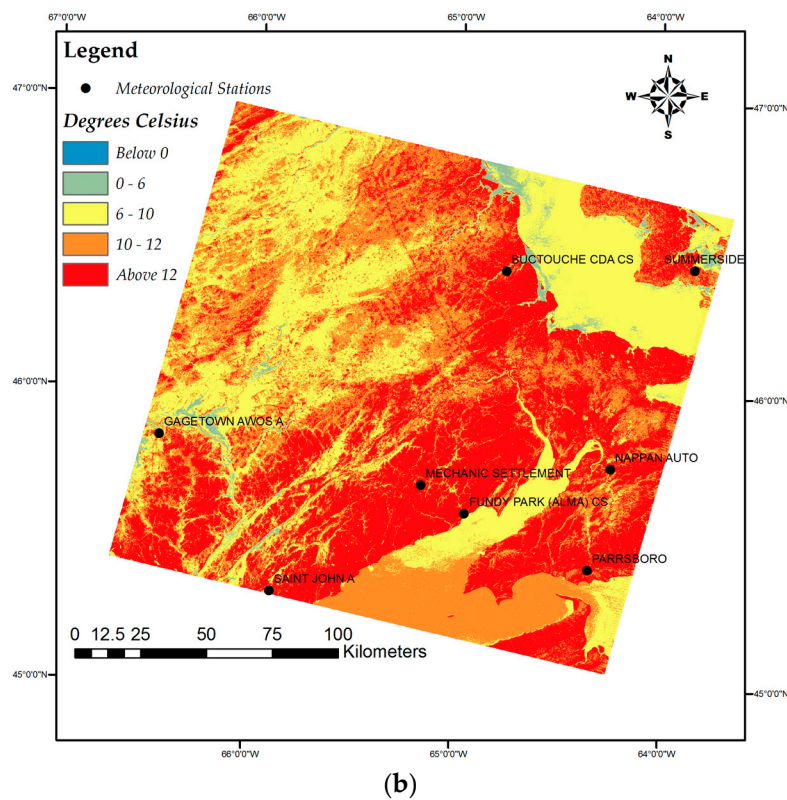 67°0'0"W 66°0'0"W 65°0'0"W 64°0'0"W
Legend
Meteorological Stations
Degrees Celsius
Below 0
0 - 6
6 - 10
10 - 12
Above 12
N
W E
S
47°0'0"N
47°0'0"N
BUCTOUCHE CDA CS
SUMMERSIDE
46°0'0"N
46°0'0"N
GAGETOWN AWOS A
NAPPAN AUTO
MECHANIC SETTLEMENT
FUNDY PARK (ALMA) CS
PARRSBORO
SAINT JOHN A
0 12.5 25 50 75 100
Kilometers
45°0'0"N
45°0'0"N
66°0'0"W 65°0'0"W 64°0'0"W
(b)